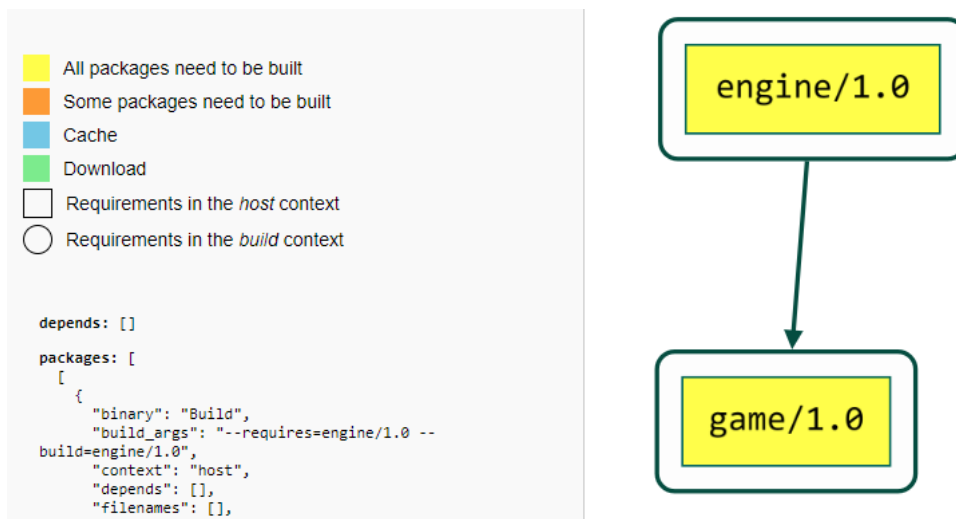 All packages need to be built
Some packages need to be built
Cache
Download
Requirements in the host context
Requirements in the build context
depends: []
packages: [
  [
    {
      "binary": "Build",
      "build_args": "--requires=engine/1.0 --
build=engine/1.0",
      "context": "host",
      "depends": [],
      "filenames": [],
engine/1.0
game/1.0